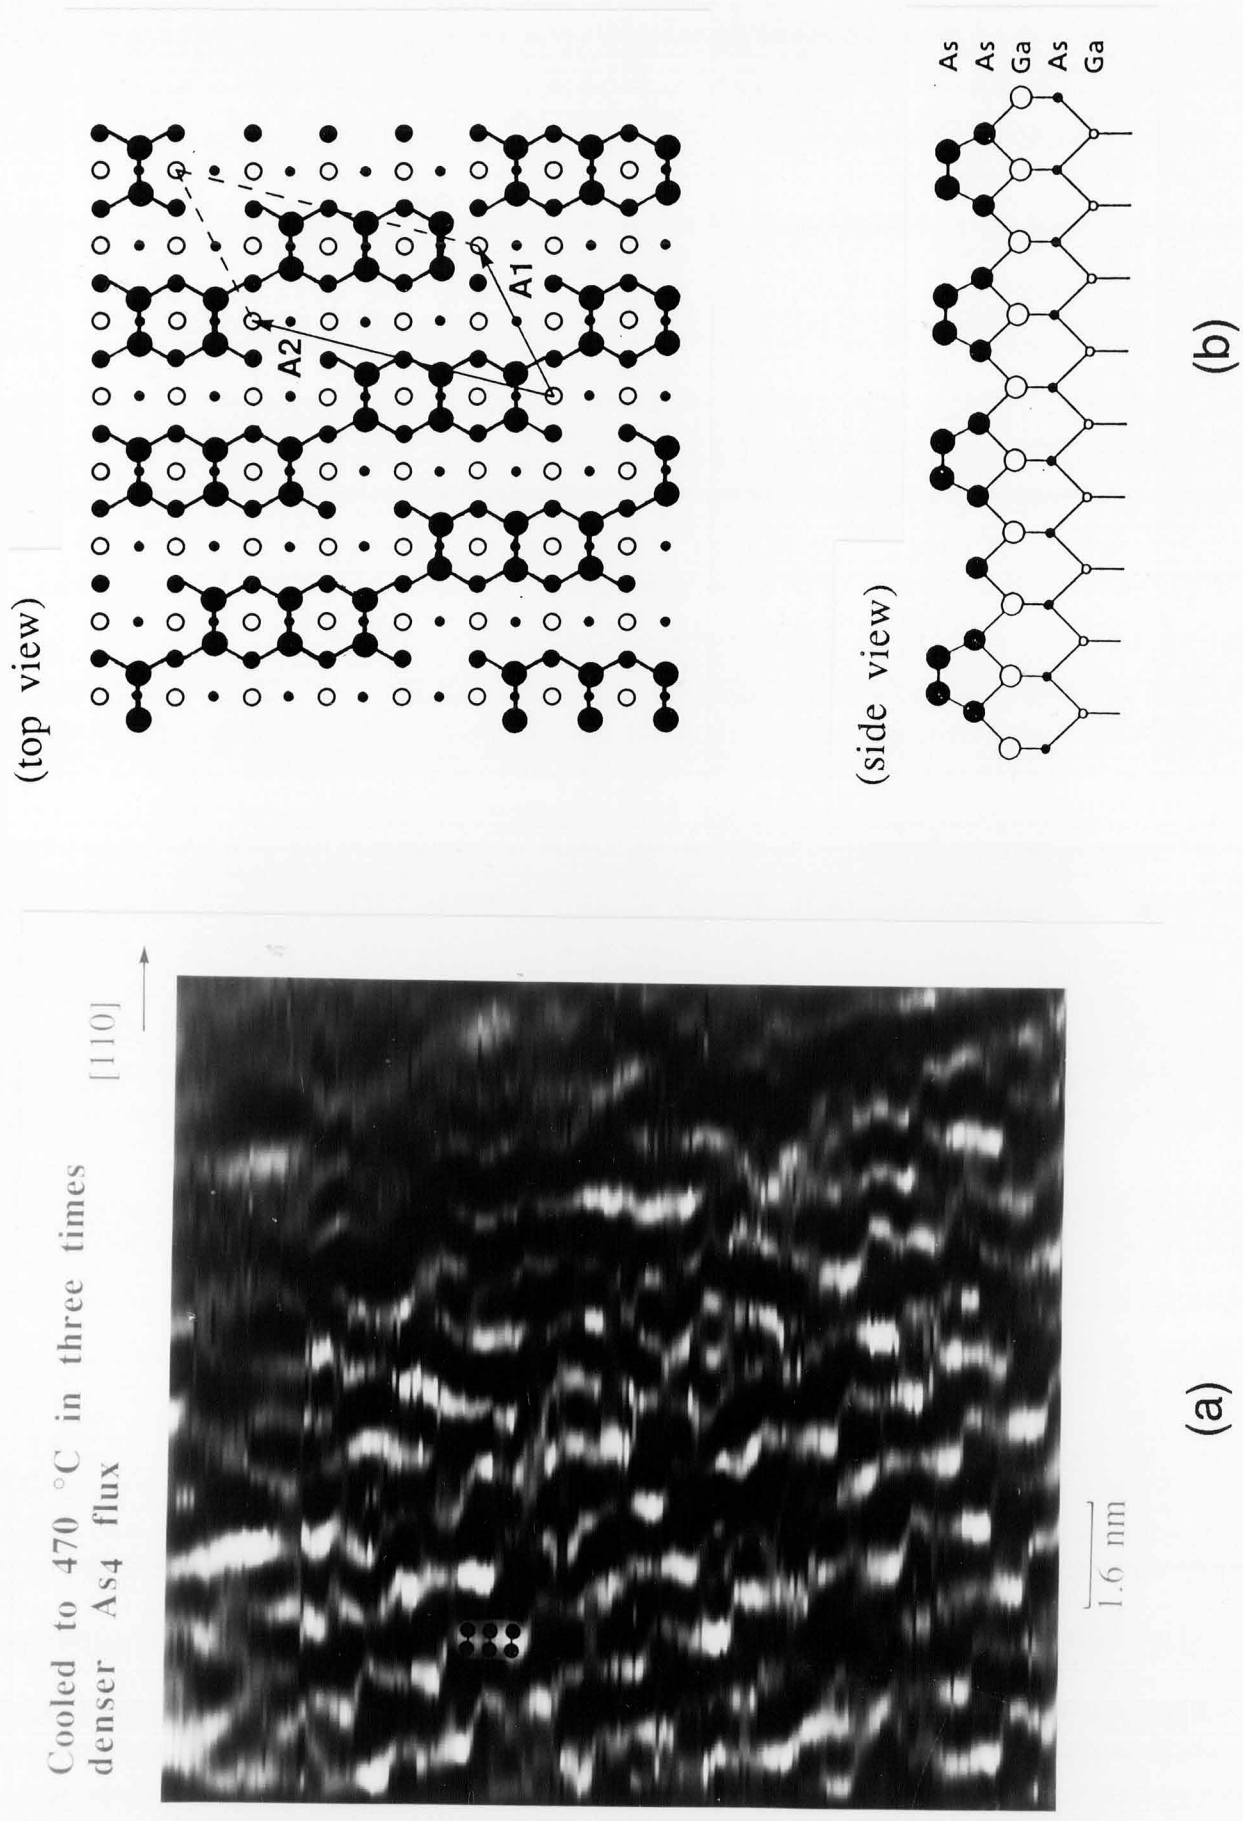 Cooled to 470 °C in three times
denser As4 flux
[110]
1.6 nm
(a)
(top view)
A2
A1
(side view)
As
As
Ga
As
Ga
(b)